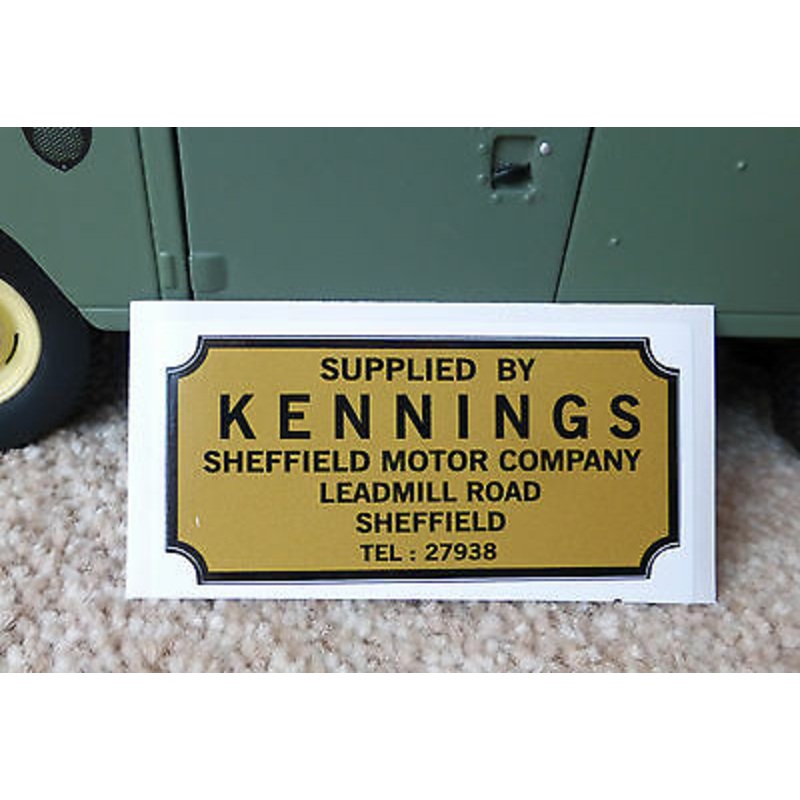 SUPPLIED BY
KENNINGS
SHEFFIELD MOTOR COMPANY
LEADMILL ROAD
SHEFFIELD
TEL : 27938